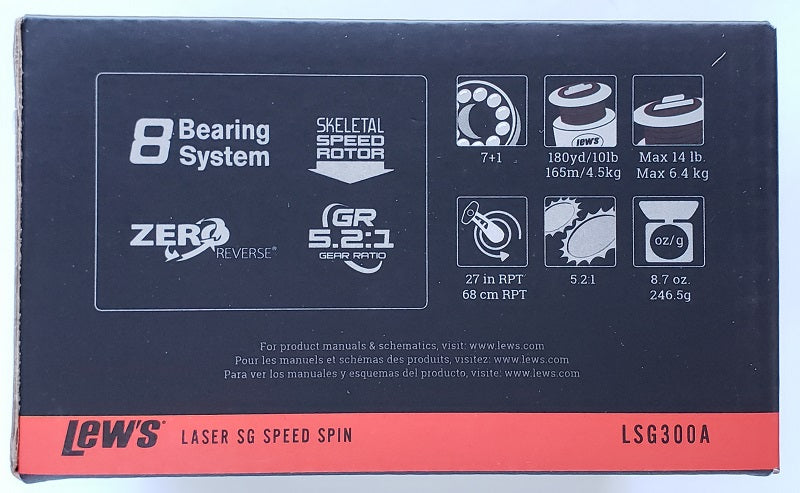 8 Bearing
System
SKELETAL
SPEED
ROTOR
ZERO
REVERSE®
GR
5.2:1
GEAR RATIO
7+1
LEW'S
180yd/10lb
165m/4.5kg
Max 14 lb.
Max 6.4 kg
27 in RPT
68 cm RPT
5.2:1
oz/g
8.7 oz.
246.5g
For product manuals & schematics, visit: www.lews.com
Pour les manuels et schémas des produits, visitez: www.lews.com
Para ver los manuales y esquemas del producto, visite: www.lews.com
LEW'S® LASER SG SPEED SPIN LSG300A